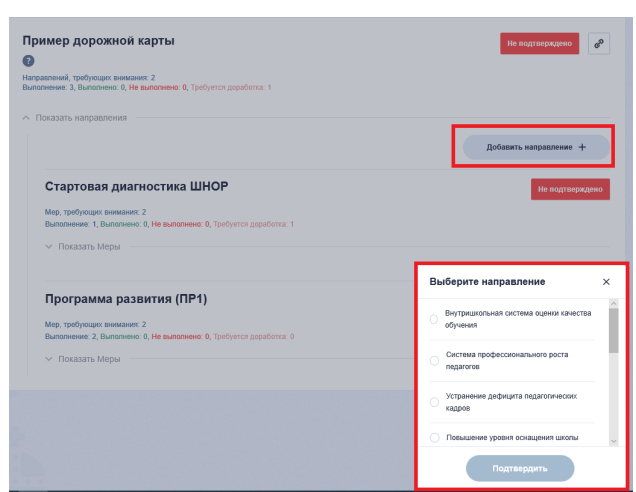 Пример дорожной карты
Не подтверждено
?
Направлений, требующих внимания: 2
Выполнение: 3, Выполнено: 0, Не выполнено: 0, Требуется доработка: 1
Показать направления
Добавить направление +
Стартовая диагностика ШНОР
Не подтверждено
Мер, требующих внимания: 2
Выполнение: 1, Выполнено: 0, Не выполнено: 0, Требуется доработка: 1
Показать Меры
Программа развития (ПР1)
Мер, требующих внимания: 2
Выполнение: 2, Выполнено: 0, Не выполнено: 0, Требуется доработка: 0
Показать Меры
Выберите направление
Внутришкольная система оценки качества
обучения
Система профессионального роста
педагогов
Устранение дефицита педагогических
кадров
Повышение уровня оснащения школы
Подтвердить